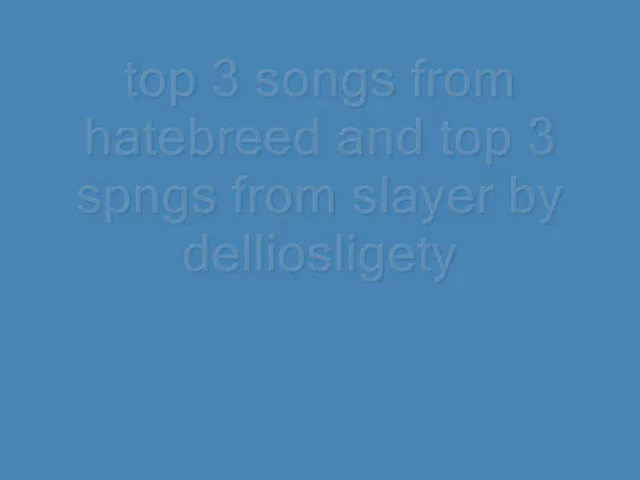 top 3 songs from
hatebreed and top 3
spngs from slayer by
delliosligety